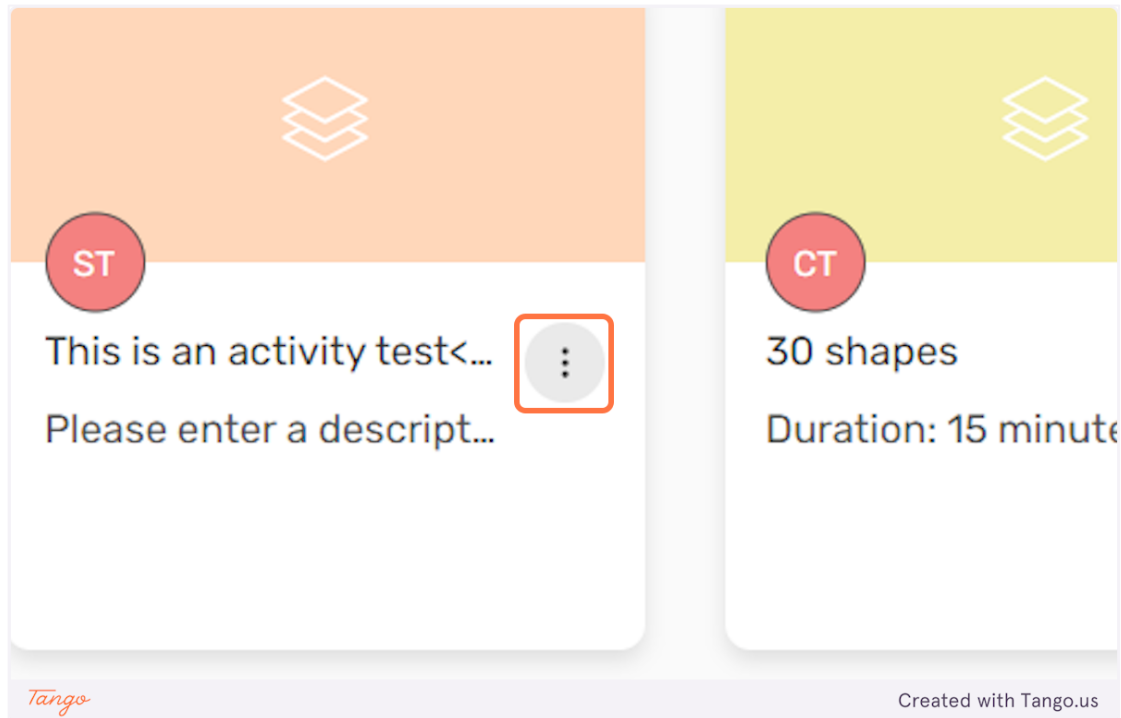 ST
This is an activity test<...
Please enter a descript...
CT
30 shapes
Duration: 15 minute
Tango
Created with Tango.us